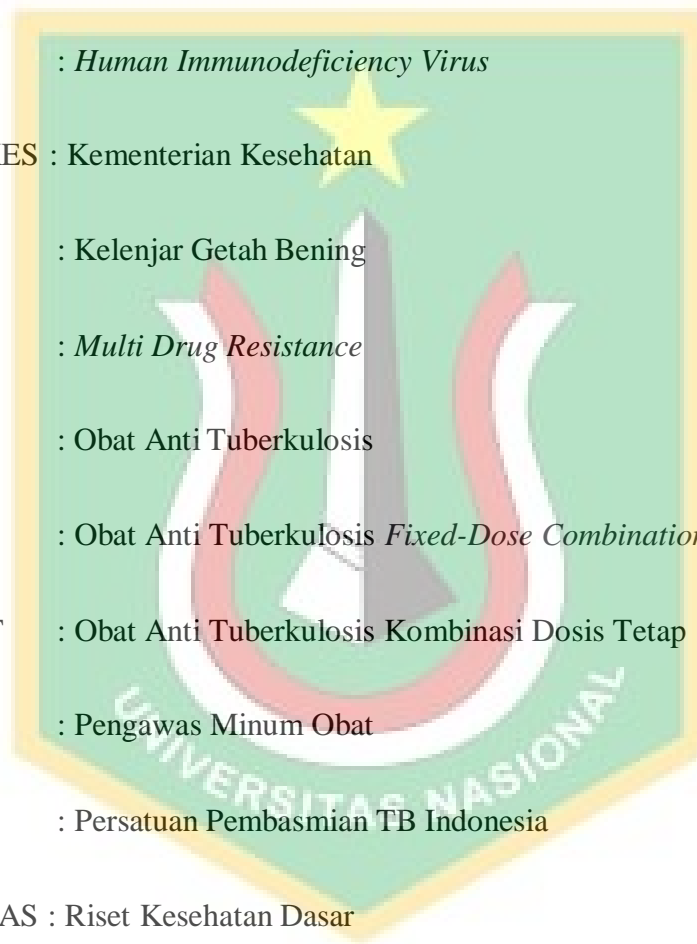 : Human Immunodeficiency Virus
ES : Kementerian Kesehatan
: Kelenjar Getah Bening
: Multi Drug Resistance
: Obat Anti Tuberkulosis
: Obat Anti Tuberkulosis Fixed-Dose Combination
: Obat Anti Tuberkulosis Kombinasi Dosis Tetap
: Pengawas Minum Obat
: Persatuan Pembasmian TB Indonesia
AS : Riset Kesehatan Dasar
UNIVERSITAS NASIONAL